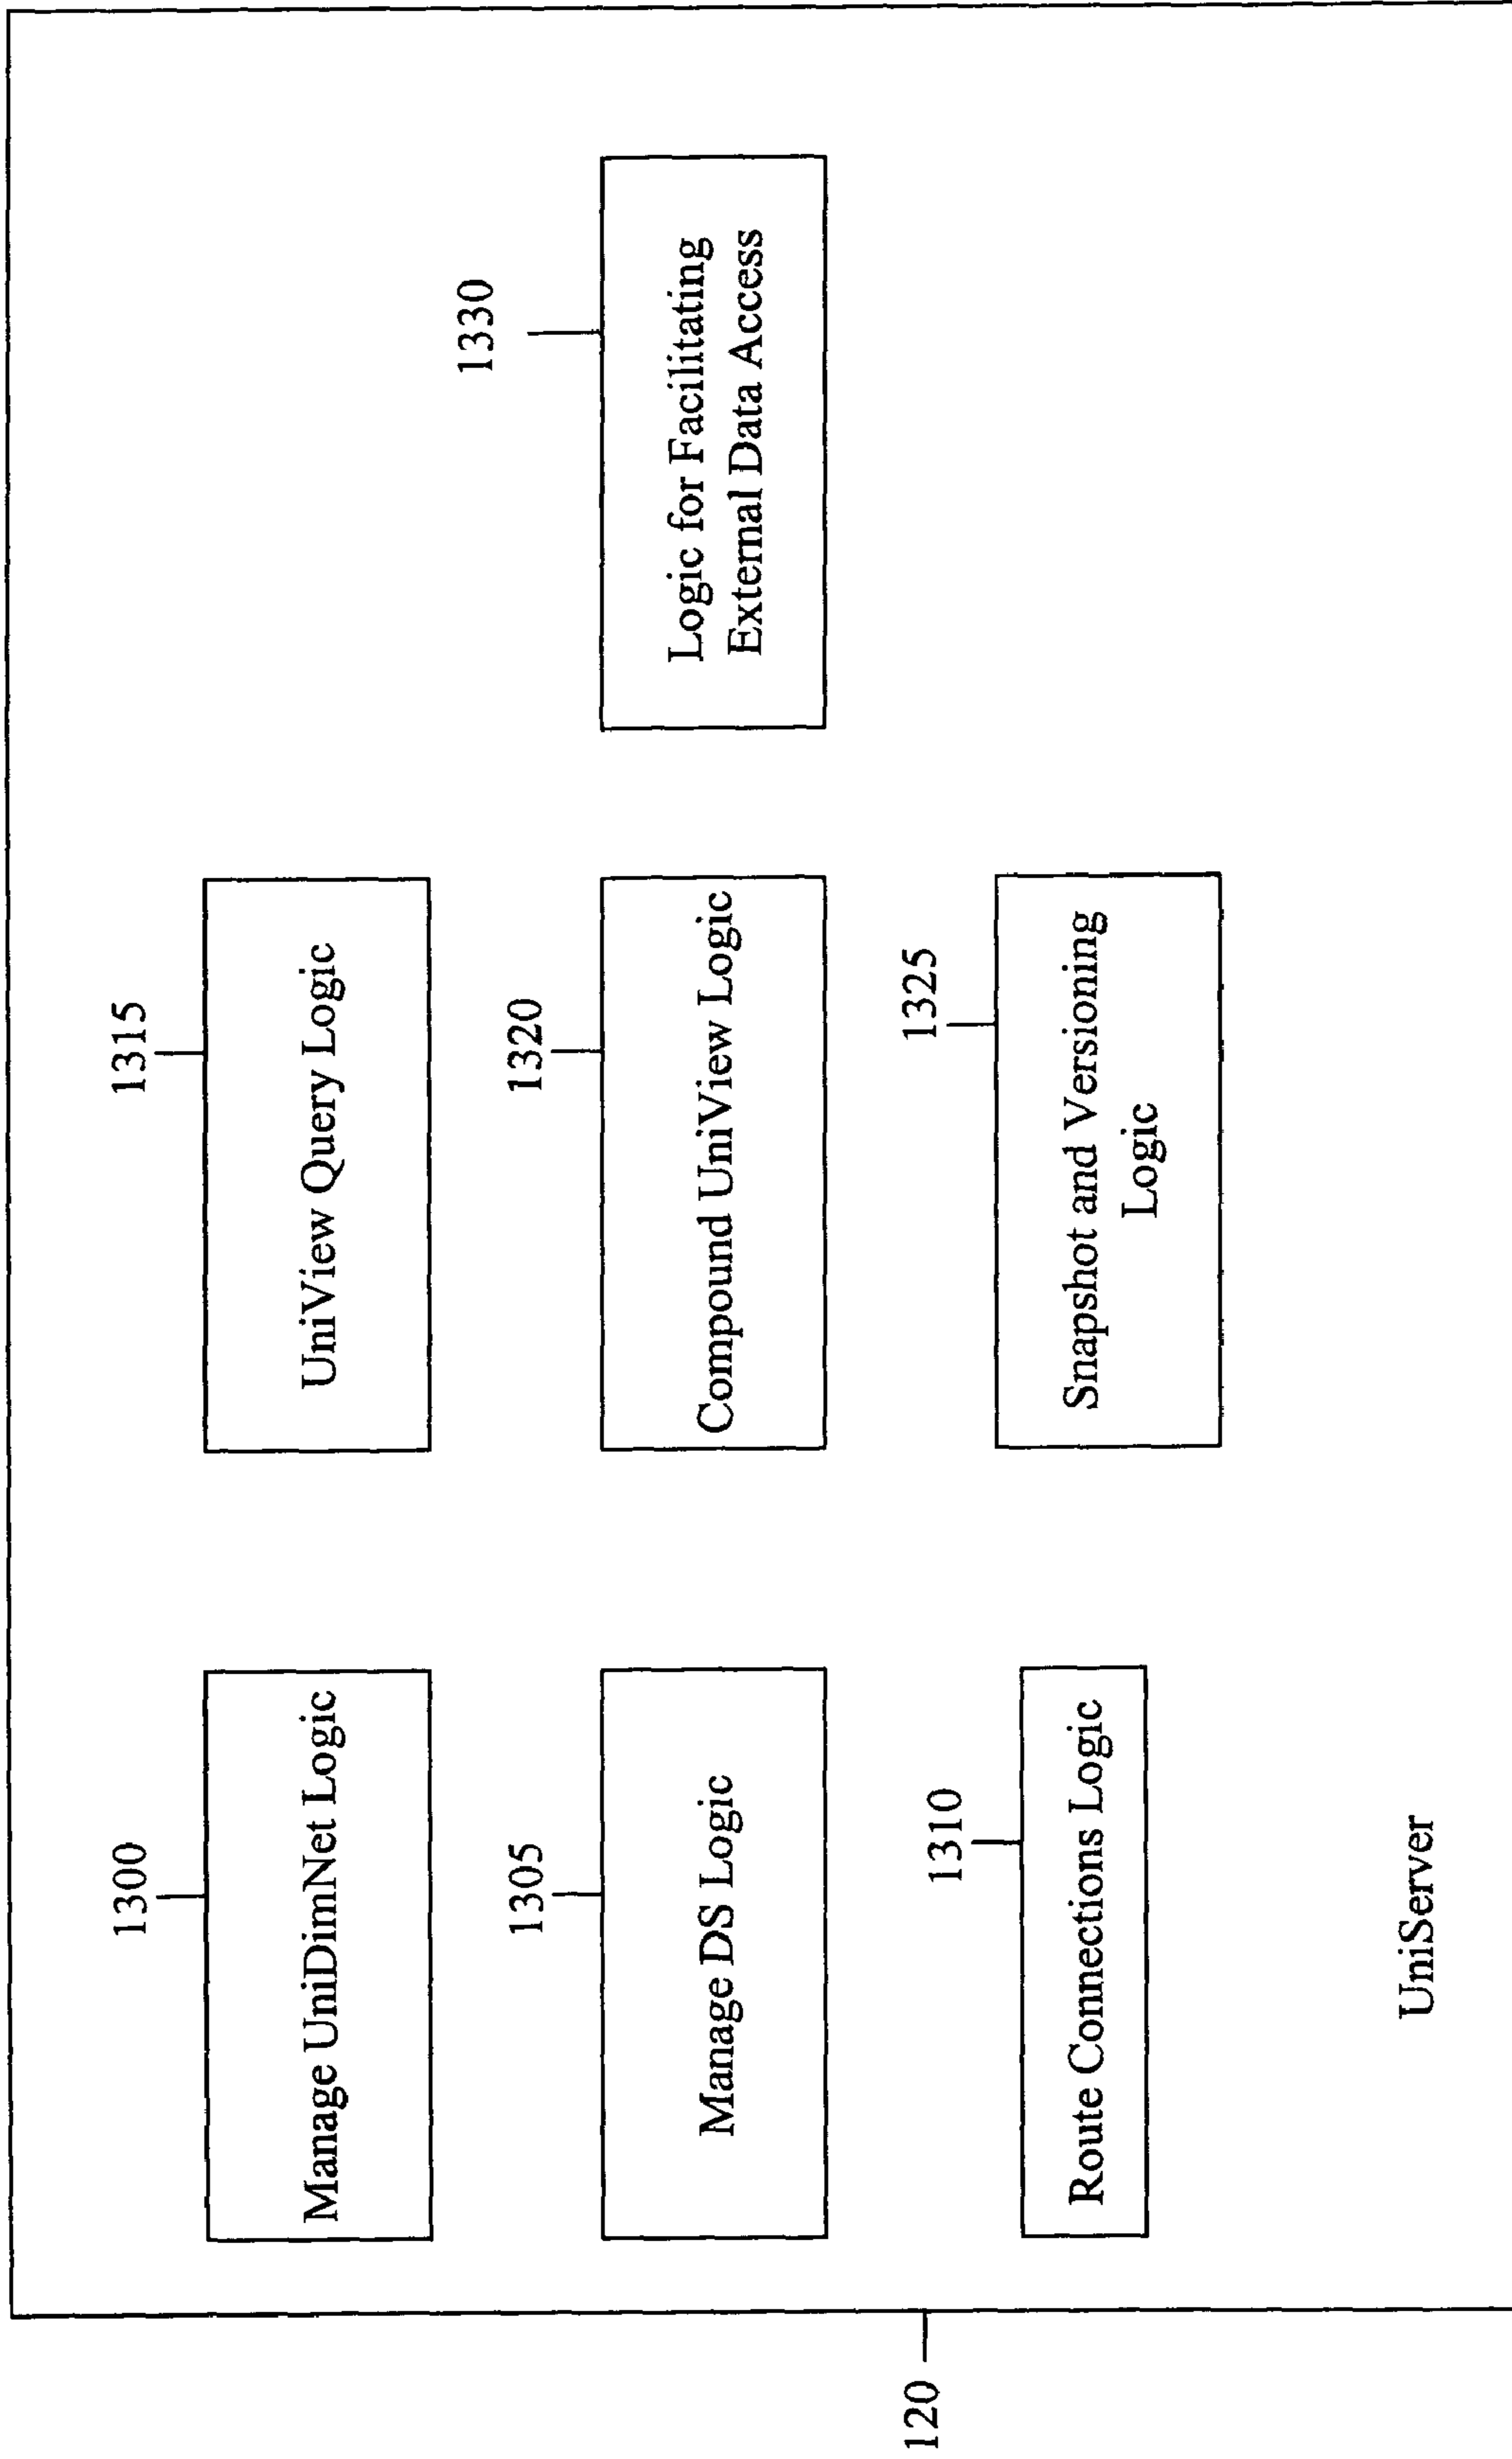 1300
Manage UniDimNet Logic
1305
Manage DS Logic
1310
Route Connections Logic
1315
UniView Query Logic
1320
Compound UniView Logic
1325
Snapshot and Versioning
Logic
1330
Logic for Facilitating
External Data Access
120
UniServer